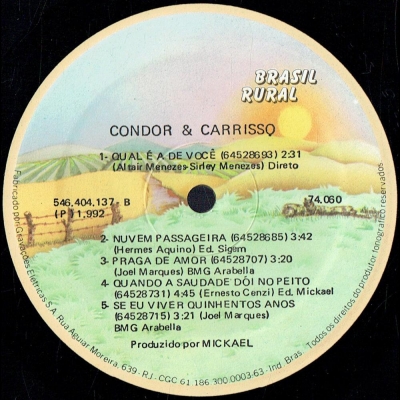 BRASIL
RURAL
CONDOR & CARRISSO
1- QUAL É A DE VOCÊ (64528693) 2:31
(Altair Menezes-Sirley Menezes) Direto
546.404.137- B
(P) 1,992
74.060
2- NUVEM PASSAGEIRA (64528685) 3:42
(Hermes Aquino) Ed. Sigim
3- PRAGA DE AMOR (64528707) 3:20
(Joel Marques) BMG Arabella
4- QUANDO A SAUDADE DÓI NO PEITO
(64528731) 4:45 (Ernesto Cenzi) Ed. Mickael
5- SE EU VIVER QUINHENTOS ANOS
(64528715) 3:21 (Joel Marques)
BMG Arabella
Produzido por MICKAEL
Fabricado por Gravações Elétricas-S.A. Rua Aguiar Moreira, 639 - RJ - CGC 61.186.300.0003.63 - Ind. Bras. Todos os direitos do produtor fonográfico reservados